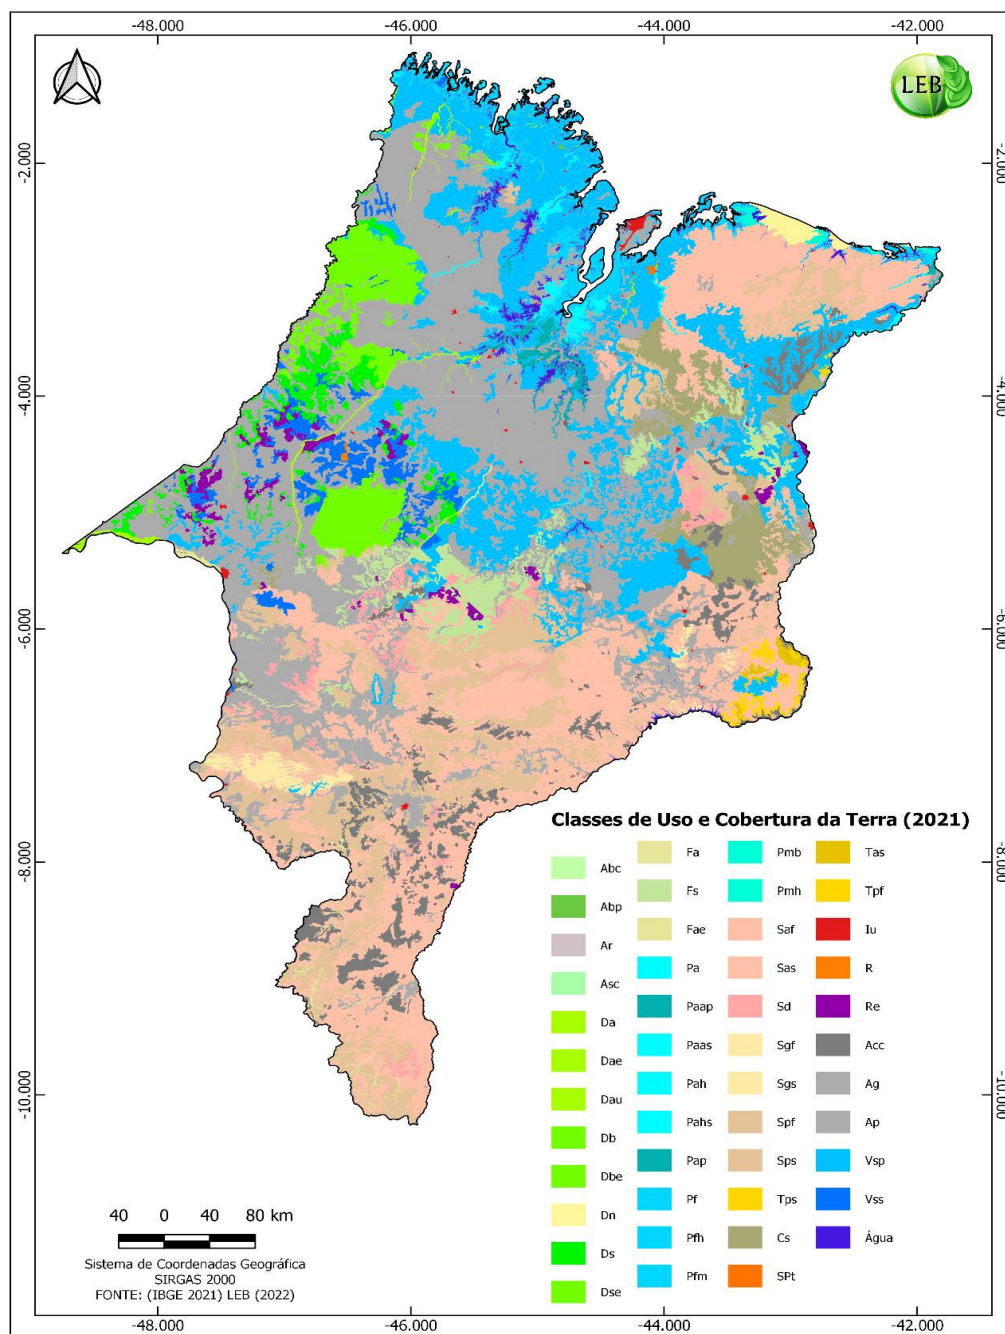 -48.000 -46.000 -44.000 -42.000
LEB
-2.000 -2.000
-4.000 -4.000
-6.000 -6.000
-8.000 -8.000
-10.000 -10.000
Classes de Uso e Cobertura da Terra (2021)
Abc
Abp
Ar
Asc
Da
Dae
Dau
Db
Dbe
Dn
Ds
Dse
Fa
Fs
Fae
Pa
Paap
Paas
Pah
Pahs
Pap
Pf
Pfh
Pfm
Pmb
Pmh
Saf
Sas
Sd
Sgf
Sgs
Spf
Sps
Tps
Cs
SPt
Tas
Tpf
Iu
R
Re
Acc
Ag
Ap
Vsp
Vss
Água
40 0 40 80 km
Sistema de Coordenadas Geográfica
SIRGAS 2000
FONTE: (IBGE 2021) LEB (2022)
-48.000 -46.000 -44.000 -42.000